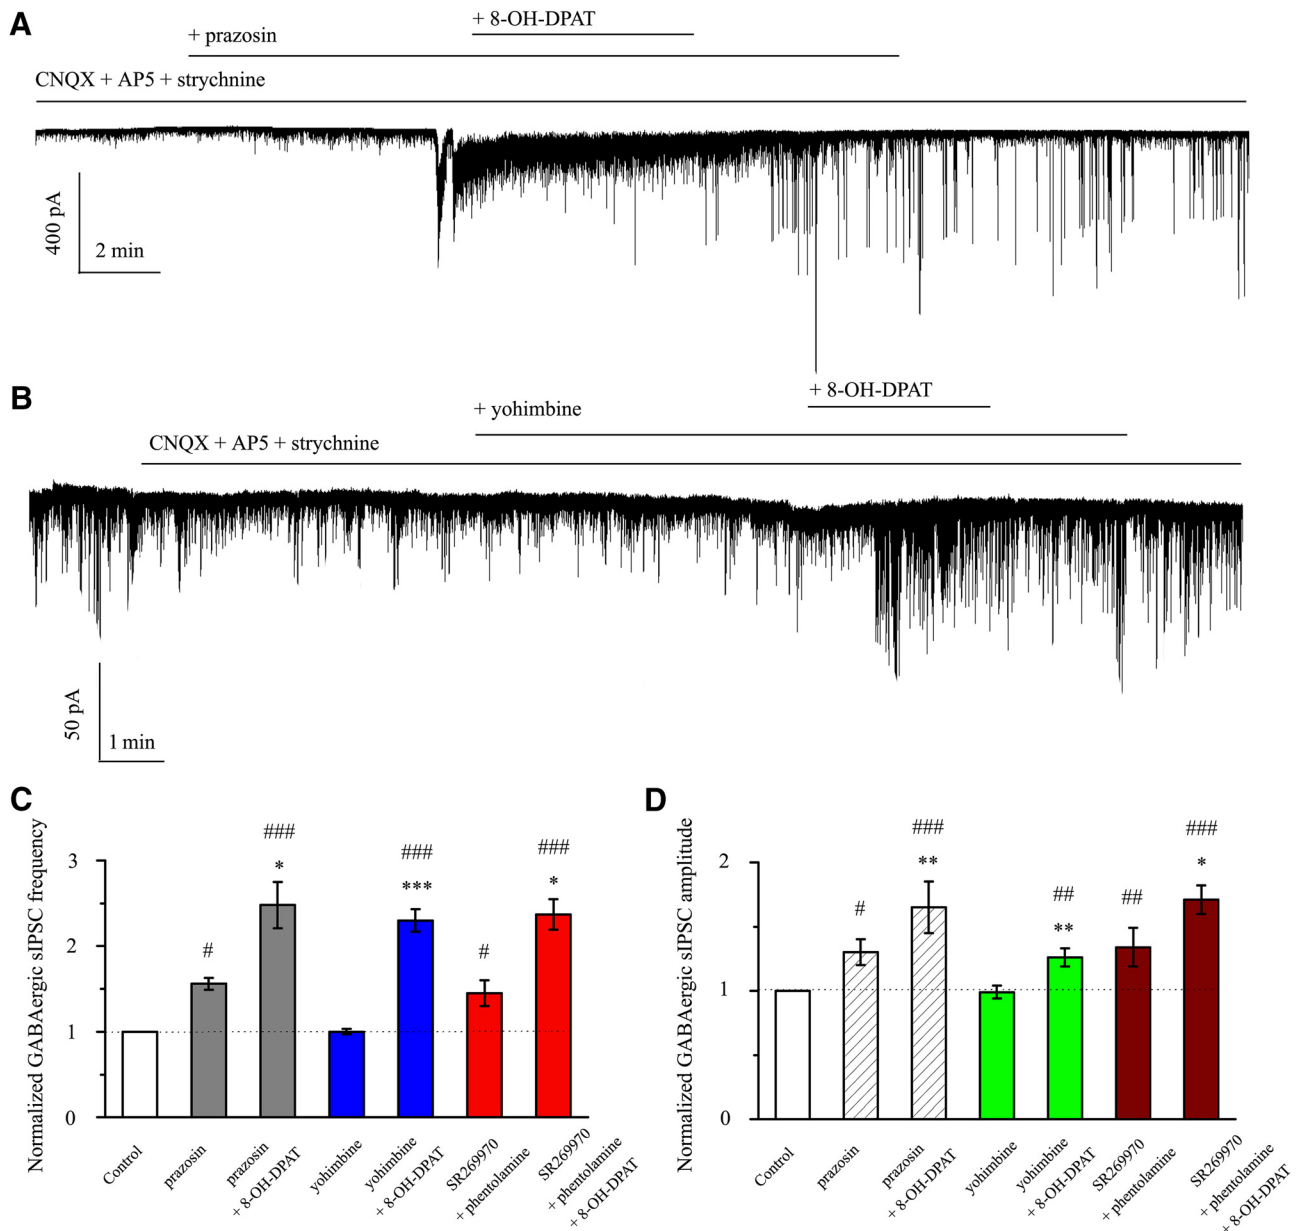 A
+ 8-OH-DPAT
+ prazosin
CNQX + AP5 + strychnine
400 pA
2 min
B
+ 8-OH-DPAT
+ yohimbine
CNQX + AP5 + strychnine
50 pA
1 min
C
Normalized GABAergic sIPSC frequency
3
2
1
0
#
###
*
###
***
#
###
*
Control
prazosin
prazosin
+ 8-OH-DPAT
yohimbine
yohimbine
+ 8-OH-DPAT
SR269970
+ phentolamine
SR269970
+ phentolamine
+ 8-OH-DPAT
D
Normalized GABAergic sIPSC amplitude
2
1
0
#
###
**
##
**
##
###
*
Control
prazosin
prazosin
+ 8-OH-DPAT
yohimbine
yohimbine
+ 8-OH-DPAT
SR269970
+ phentolamine
SR269970
+ phentolamine
+ 8-OH-DPAT